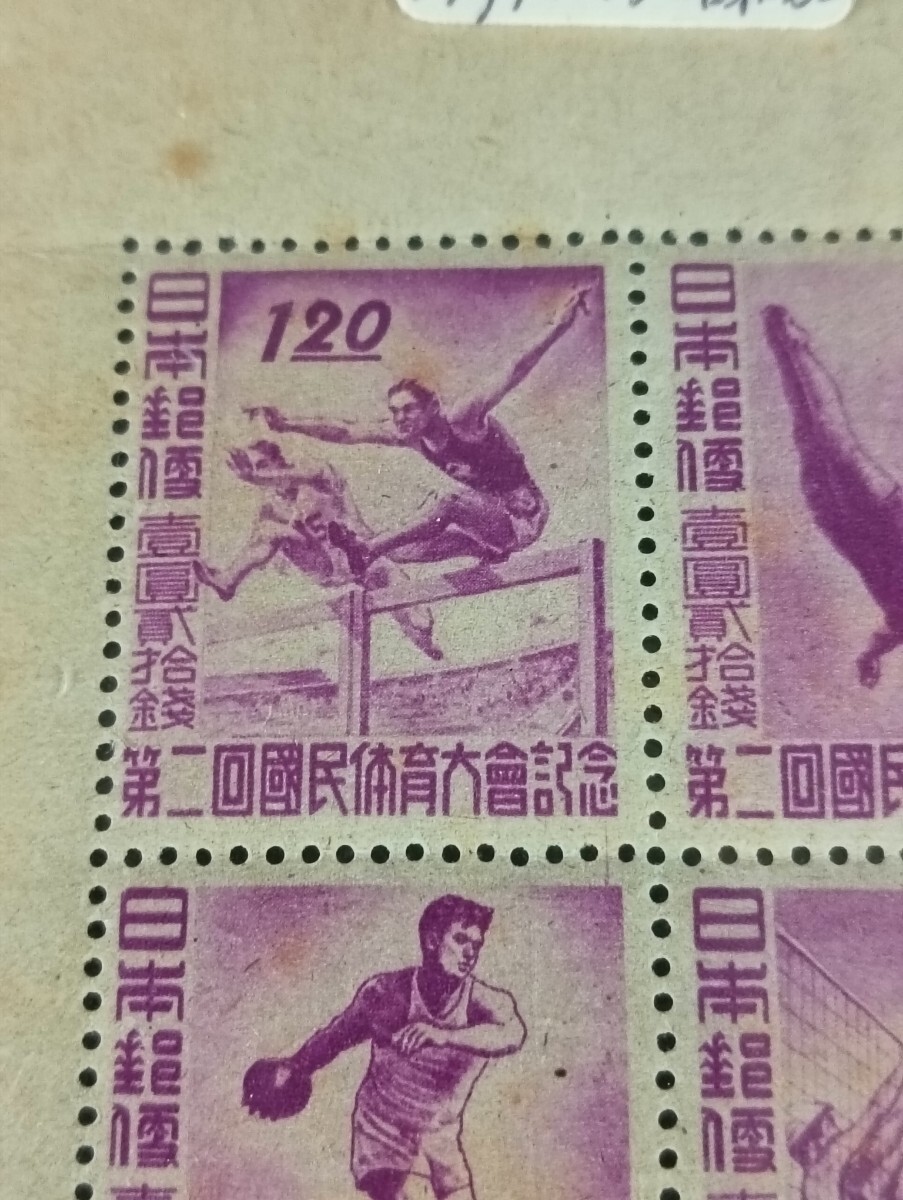 日本郵便 壹圓貳拾錢
120
第二回國民体育大會記念
日本郵便 壹圓貳拾錢
第二回國民
日本郵便
日本郵便